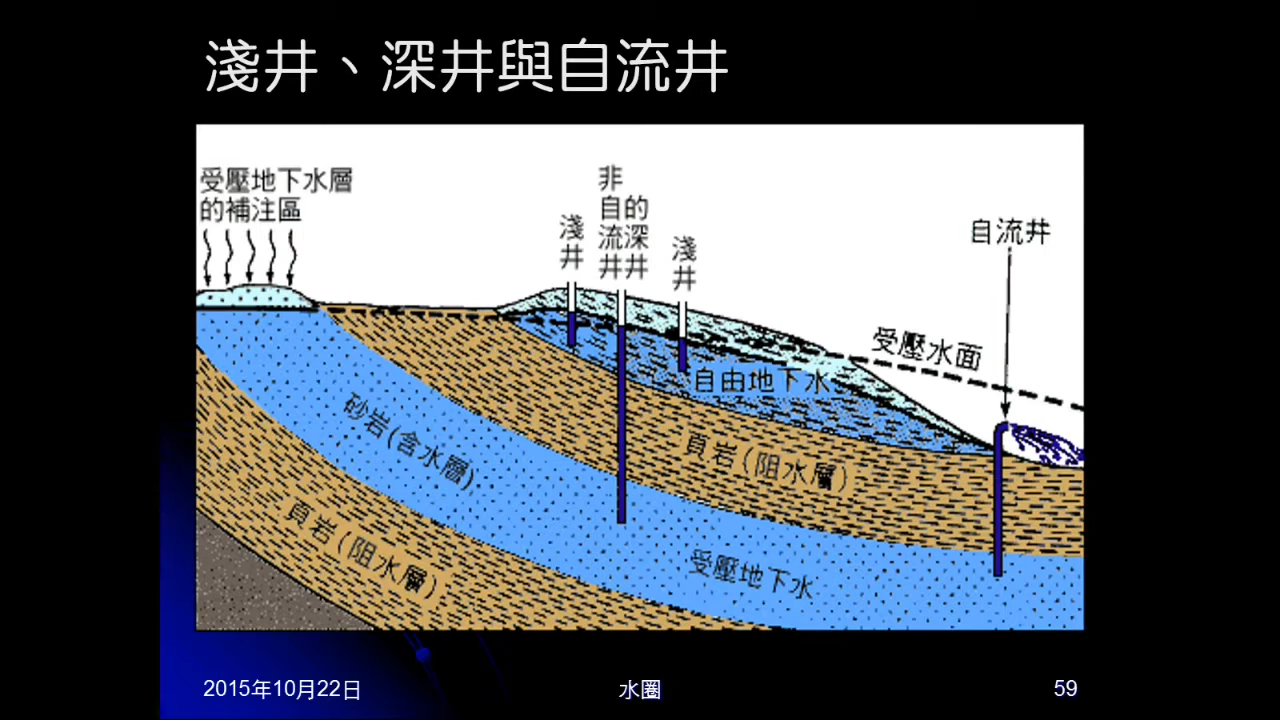 淺井、深井與自流井
受壓地下水層
的補注區
淺井
非自流井
的深井
淺井
自流井
受壓水面
自由地下水
砂岩(含水層)
頁岩(阻水層)
頁岩(阻水層)
受壓地下水
2015年10月22日
水圈
59